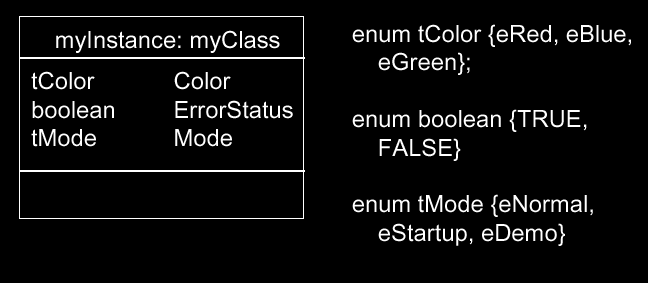 myInstance: myClass
tColor Color
boolean ErrorStatus
tMode Mode
enum tColor {eRed, eBlue,
eGreen};
enum boolean {TRUE,
FALSE}
enum tMode {eNormal,
eStartup, eDemo}